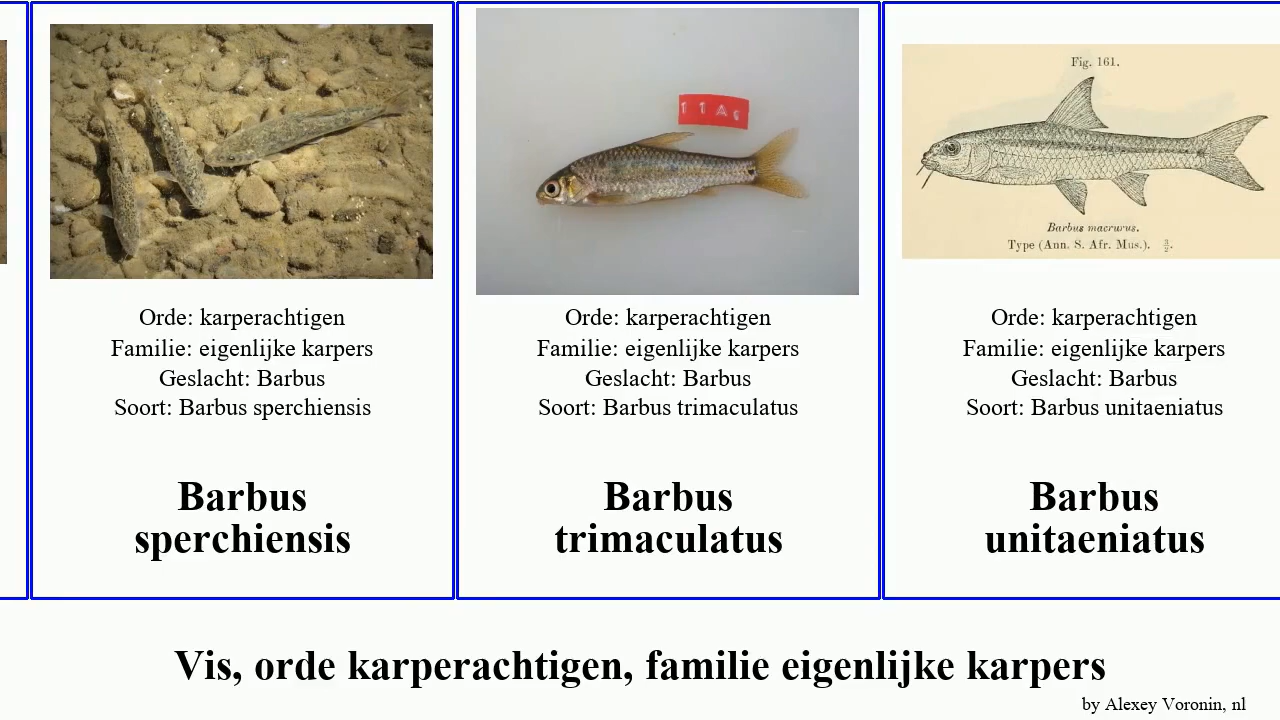 Orde: karperachtigen
Familie: eigenlijke karpers
Geslacht: Barbus
Soort: Barbus sperchiensis
Barbus
sperchiensis
Orde: karperachtigen
Familie: eigenlijke karpers
Geslacht: Barbus
Soort: Barbus trimaculatus
Barbus
trimaculatus
Fig. 161.
Barbus macrurus.
Type (Ann. S. Afr. Mus.). 3/2.
Orde: karperachtigen
Familie: eigenlijke karpers
Geslacht: Barbus
Soort: Barbus unitaeniatus
Barbus
unitaeniatus
Vis, orde karperachtigen, familie eigenlijke karpers
by Alexey Voronin, nl